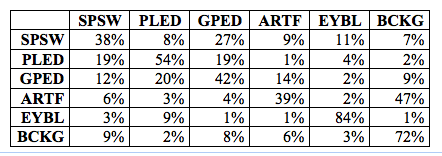 SPSW PLED GPED ARTF EYBL BCKG
SPSW 38% 8% 27% 9% 11% 7%
PLED 19% 54% 19% 1% 4% 2%
GPED 12% 20% 42% 14% 2% 9%
ARTF 6% 3% 4% 39% 2% 47%
EYBL 3% 9% 1% 1% 84% 1%
BCKG 9% 2% 8% 6% 3% 72%